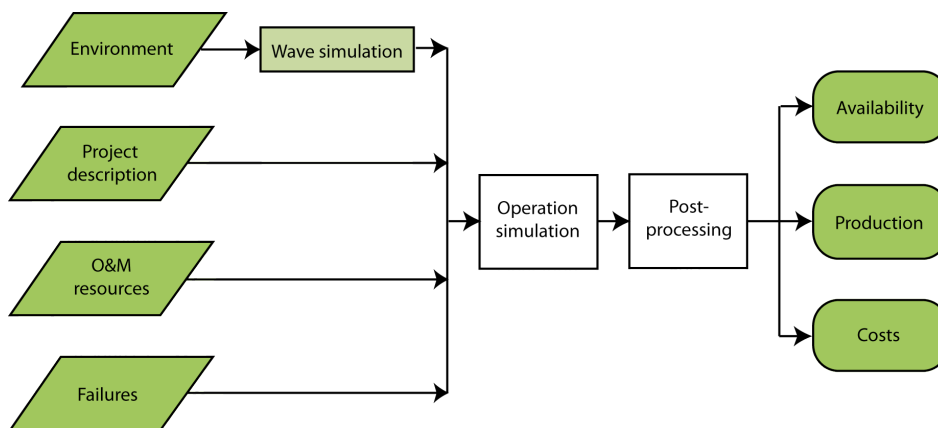 Environment
Wave simulation
Project
description
O&M
resources
Failures
Operation
simulation
Post-
processing
Availability
Production
Costs